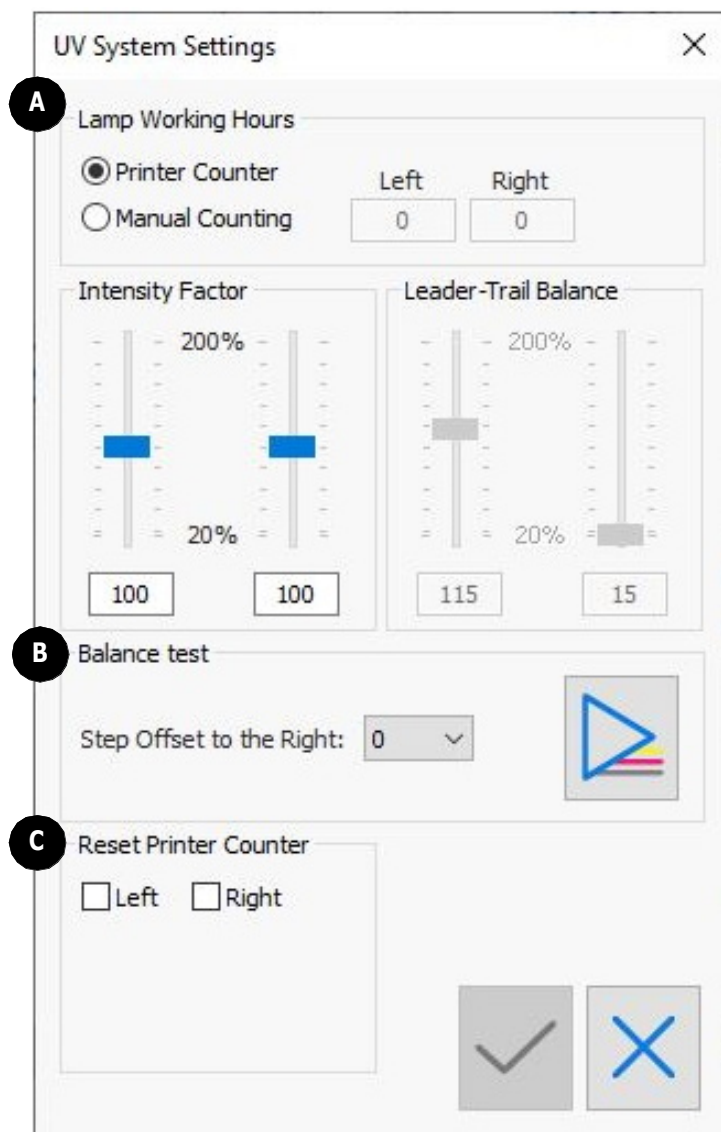 UV System Settings
A
Lamp Working Hours
Printer Counter
Manual Counting
Left Right
0 0
Intensity Factor
200%
20%
100 100
Leader-Trail Balance
200%
20%
115 15
B
Balance test
Step Offset to the Right: 0
C
Reset Printer Counter
Left Right